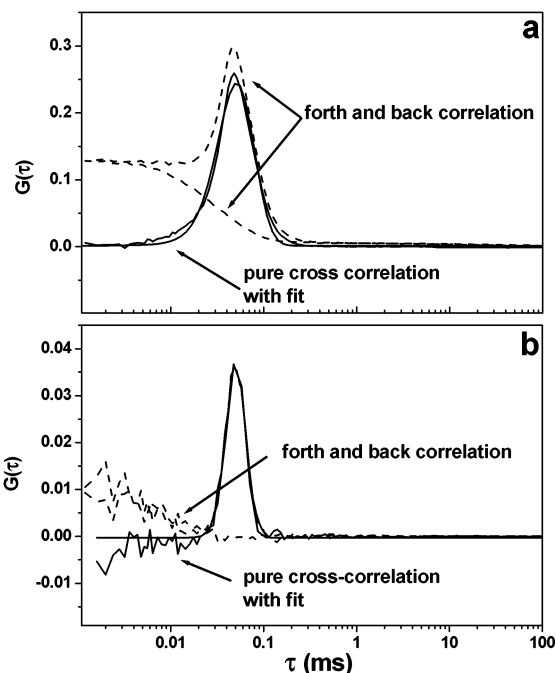 a
0.3
0.2
0.1
0.0
G(τ)
forth and back correlation
pure cross correlation
with fit
b
0.04
0.03
0.02
0.01
0.00
-0.01
G(τ)
forth and back correlation
pure cross-correlation
with fit
0.01 0.1 1 10 100
τ (ms)